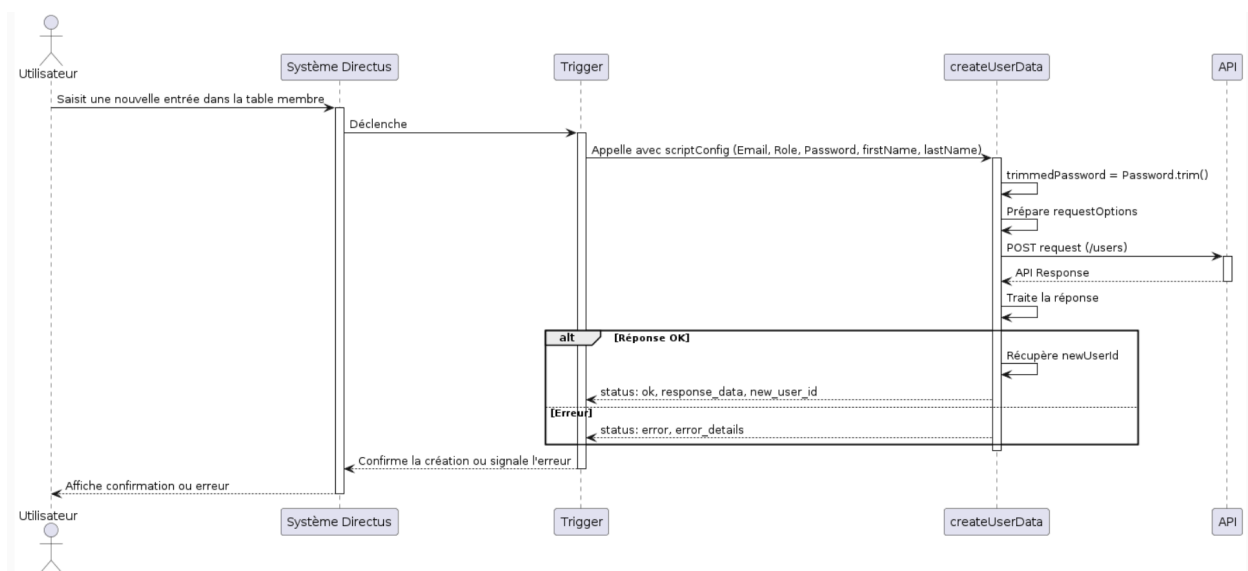 Utilisateur
Système Directus
Trigger
createUserData
API
Saisit une nouvelle entrée dans la table membre
Déclenche
Appelle avec scriptConfig (Email, Role, Password, firstName, lastName)
trimmedPassword = Password.trim()
Prépare requestOptions
POST request (/users)
API Response
Traite la réponse
alt [Réponse OK]
Récupère newUserId
status: ok, response_data, new_user_id
[Erreur]
status: error, error_details
Confirme la création ou signale l'erreur
Affiche confirmation ou erreur
Utilisateur
Système Directus
Trigger
createUserData
API